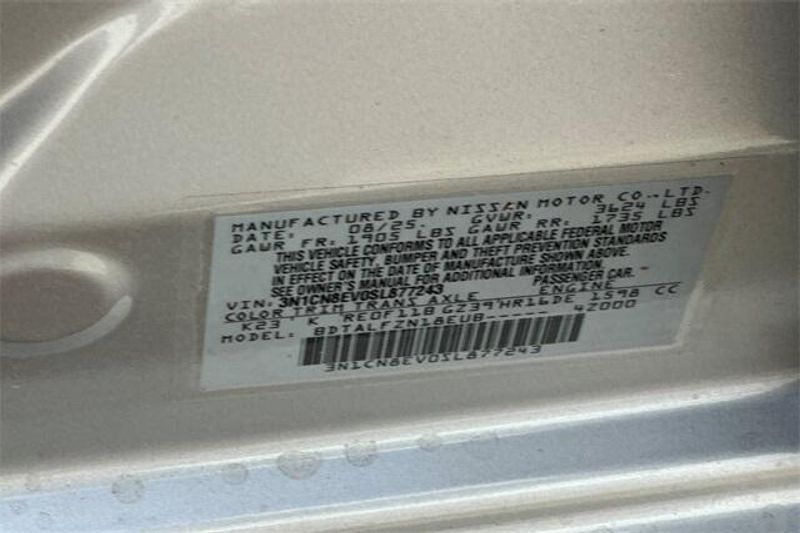 MANUFACTURED BY NISSAN MOTOR CO., LTD.
DATE: 08/25 GVWR: 3624 LBS
GAWR FR: 1905 LBS GAWR RR: 1735 LBS
THIS VEHICLE CONFORMS TO ALL APPLICABLE FEDERAL MOTOR
VEHICLE SAFETY, BUMPER AND THEFT PREVENTION STANDARDS
IN EFFECT ON THE DATE OF MANUFACTURE SHOWN ABOVE.
SEE OWNER'S MANUAL FOR ADDITIONAL INFORMATION
VIN: 3N1CN8EV0SL877243 PASSENGER CAR
COLOR TRIM TRANS AXLE ENGINE
K23 K RE0F11B GZ39 HR16DE 1598 CC
MODEL: BDTALFZN18EUB----- 4Z000
3N1CN8EV0SL877243